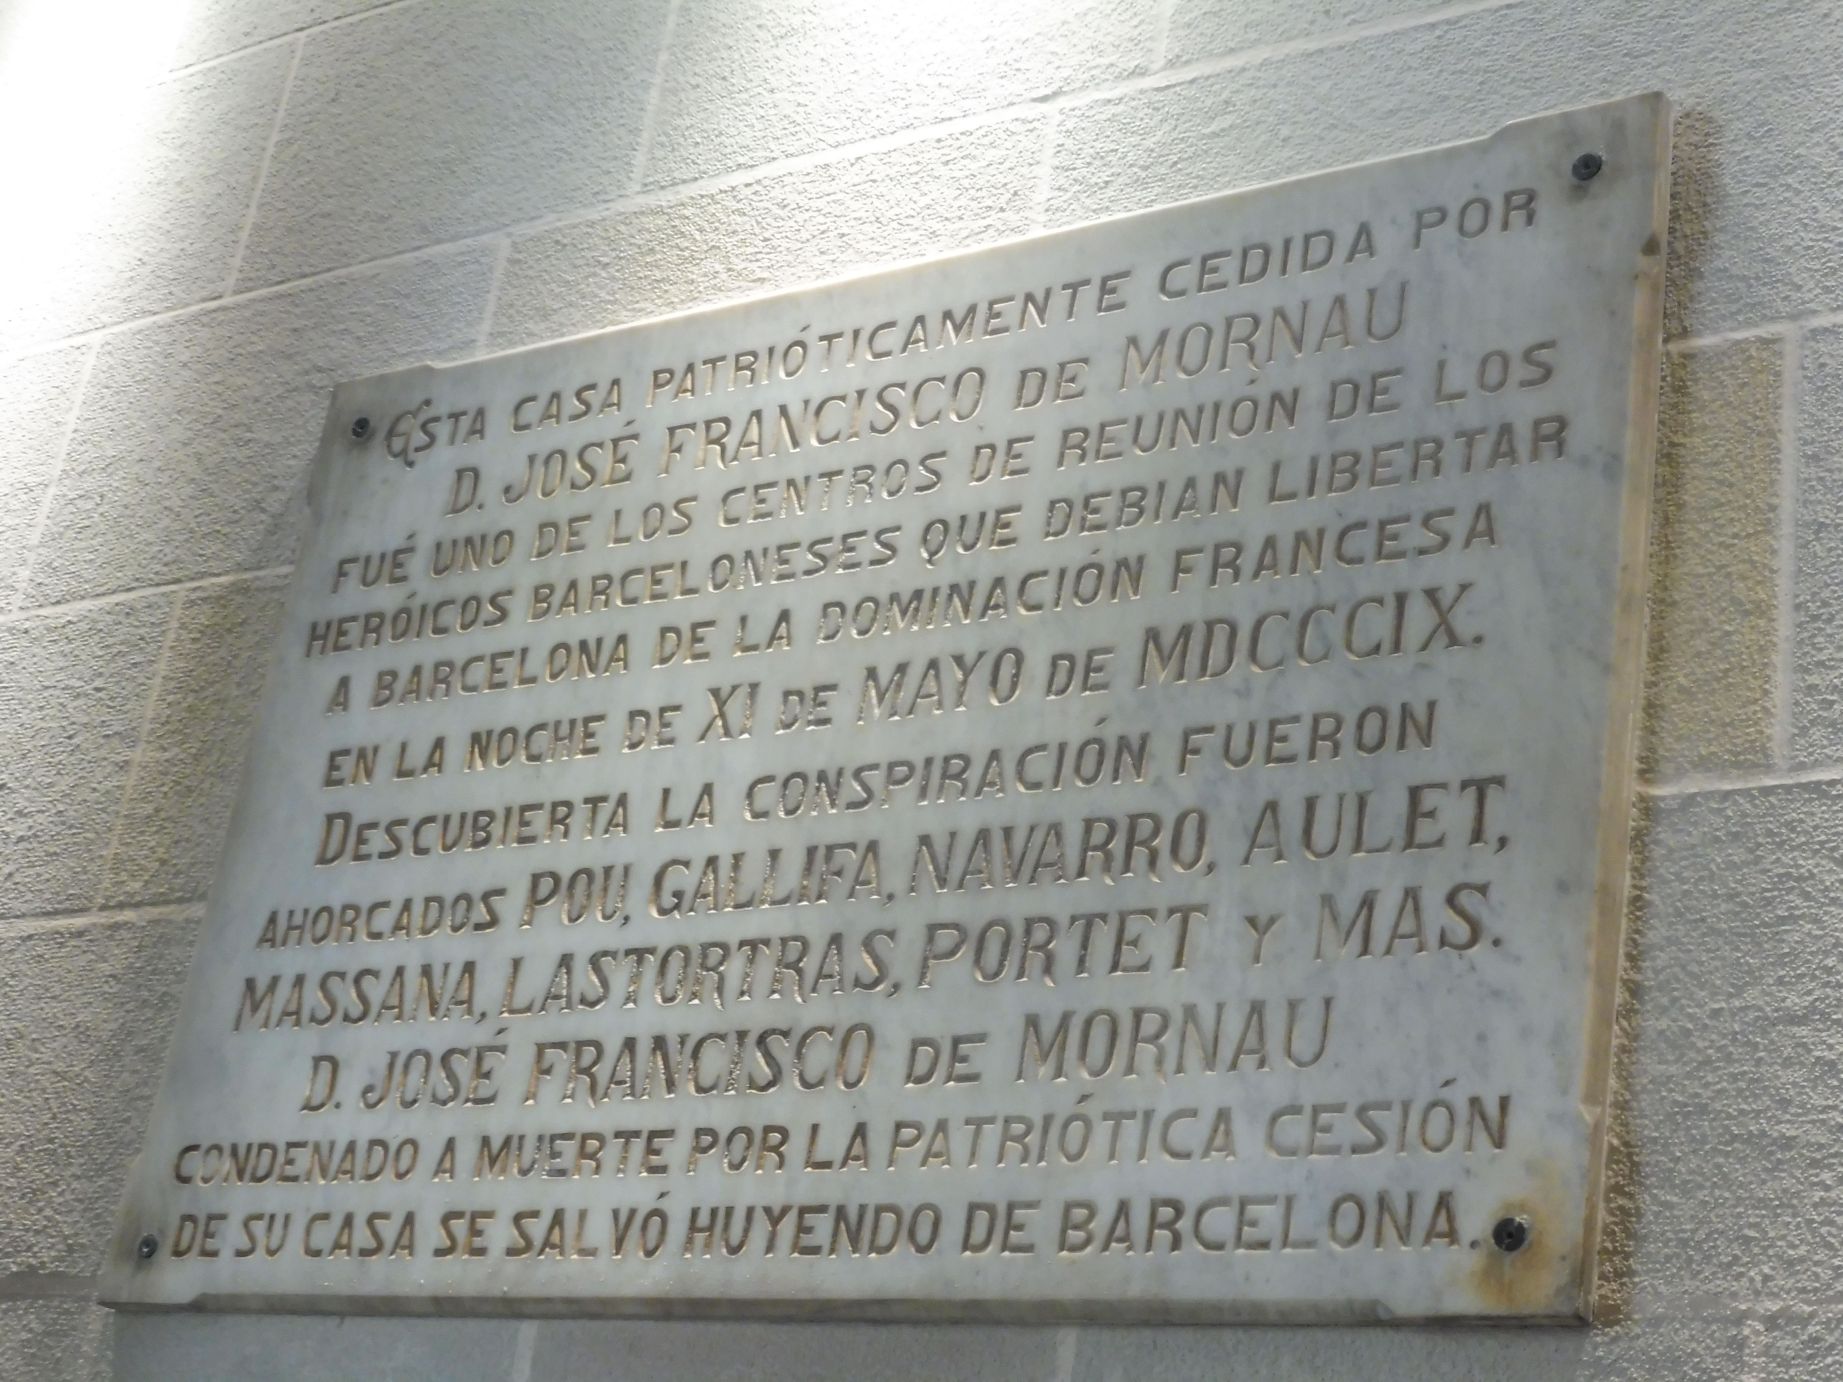 ESTA CASA PATRIÓTICAMENTE CEDIDA POR
D. JOSÉ FRANCISCO DE MORNAU
FUÉ UNO DE LOS CENTROS DE REUNIÓN DE LOS
HERÓICOS BARCELONESES QUE DEBIAN LIBERTAR
A BARCELONA DE LA DOMINACIÓN FRANCESA
EN LA NOCHE DE XI DE MAYO DE MDCCCIX.
DESCUBIERTA LA CONSPIRACIÓN FUERON
AHORCADOS POU, GALLIFA, NAVARRO, AULET,
MASSANA, LASTORTRAS, PORTET Y MAS.
D. JOSÉ FRANCISCO DE MORNAU
CONDENADO A MUERTE POR LA PATRIÓTICA CESIÓN
DE SU CASA SE SALVÓ HUYENDO DE BARCELONA.